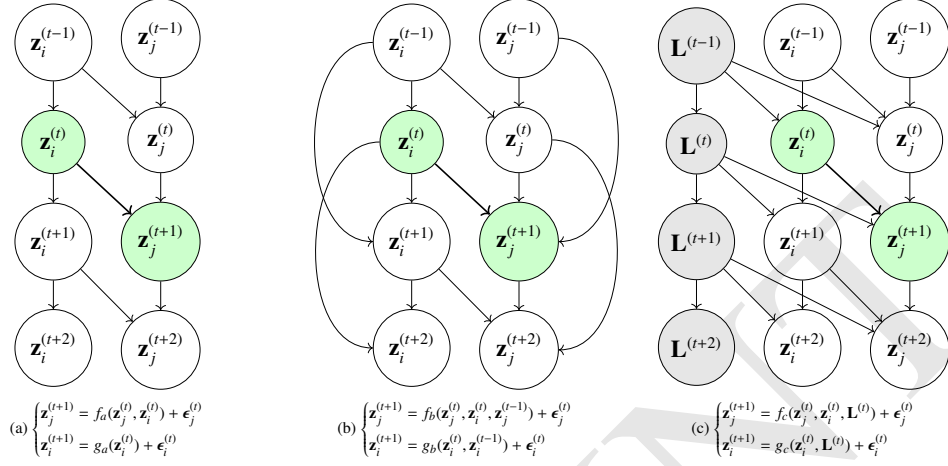 z_i^(t-1) z_j^(t-1) z_i^(t-1) z_j^(t-1) L^(t-1) z_i^(t-1) z_j^(t-1)
z_i^(t) z_j^(t) z_i^(t) z_j^(t) L^(t) z_i^(t) z_j^(t)
z_i^(t+1) z_j^(t+1) z_i^(t+1) z_j^(t+1) L^(t+1) z_i^(t+1) z_j^(t+1)
z_i^(t+2) z_j^(t+2) z_i^(t+2) z_j^(t+2) L^(t+2) z_i^(t+2) z_j^(t+2)
(a) { z_j^(t+1) = f_a(z_j^(t), z_i^(t)) + ϵ_j^(t)
z_i^(t+1) = g_a(z_i^(t)) + ϵ_i^(t)
(b) { z_j^(t+1) = f_b(z_j^(t), z_i^(t), z_j^(t-1)) + ϵ_j^(t)
z_i^(t+1) = g_b(z_i^(t), z_i^(t-1)) + ϵ_i^(t)
(c) { z_j^(t+1) = f_c(z_j^(t), z_i^(t), L^(t)) + ϵ_j^(t)
z_i^(t+1) = g_c(z_i^(t), L^(t)) + ϵ_i^(t)